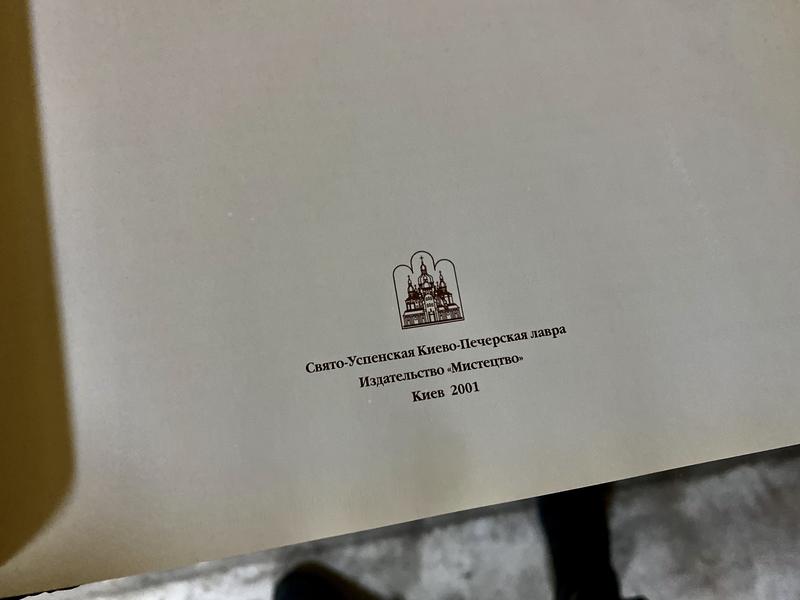 Свято-Успенская Киево-Печерская лавра
Издательство «Мистецтво»
Киев 2001